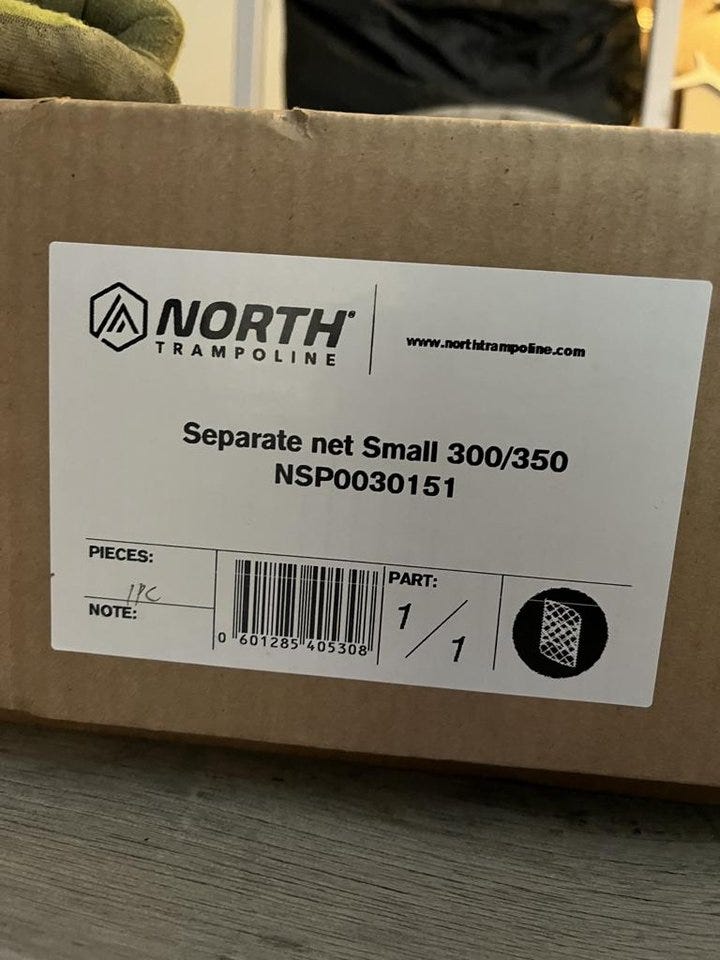 NORTH®
TRAMPOLINE
www.northtrampoline.com
Separate net Small 300/350
NSP0030151
PIECES:
1PC
NOTE:
0 601285 405308
PART:
1/1